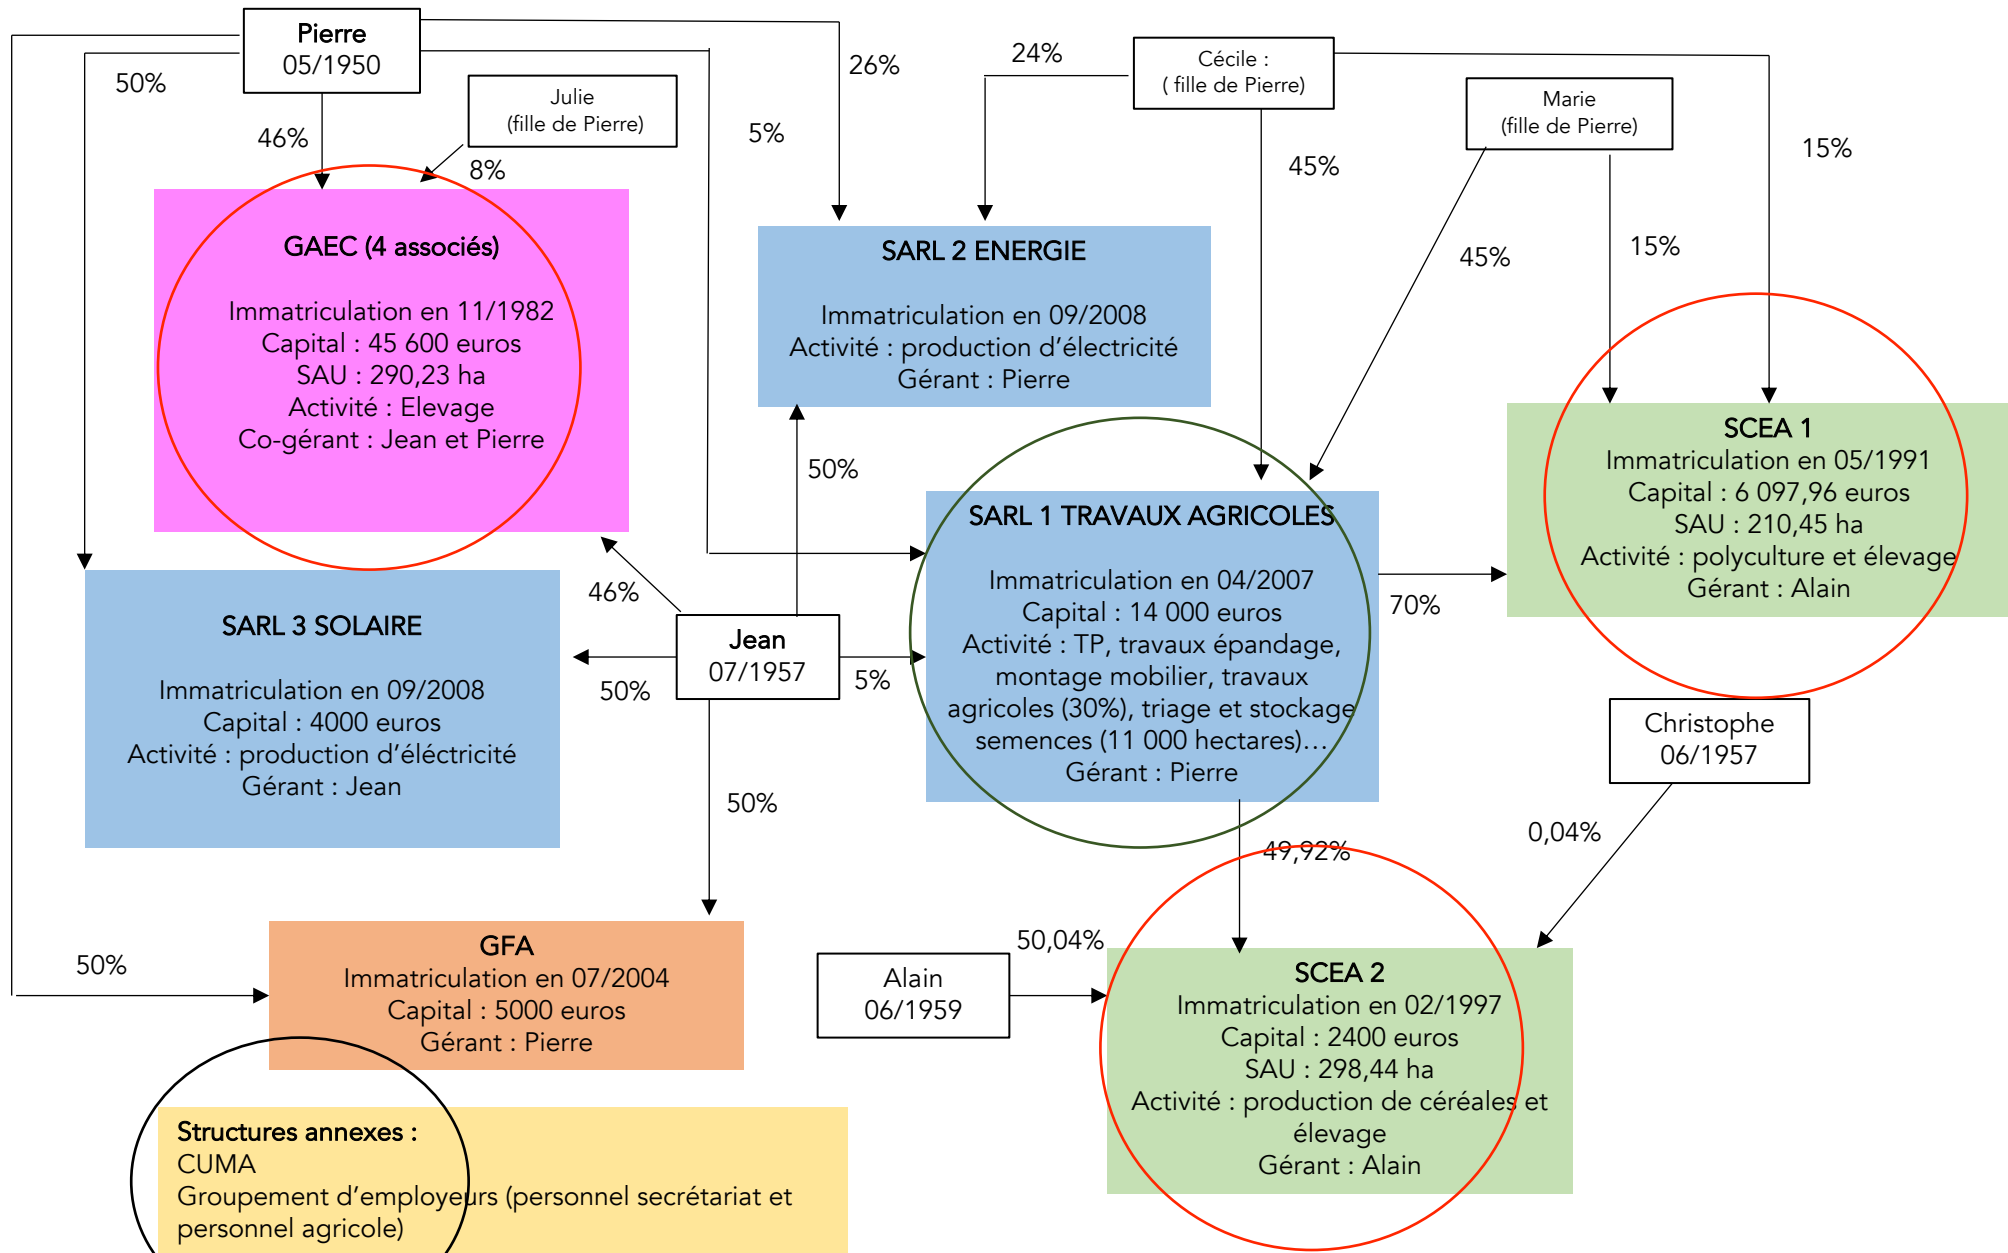 Pierre
05/1950
50%
46%
Julie
(fille de Pierre)
8%
5%
26%
24%
Cécile :
( fille de Pierre)
45%
Marie
(fille de Pierre)
45%
15%
15%
GAEC (4 associés)
Immatriculation en 11/1982
Capital : 45 600 euros
SAU : 290,23 ha
Activité : Elevage
Co-gérant : Jean et Pierre
SARL 2 ENERGIE
Immatriculation en 09/2008
Activité : production d’électricité
Gérant : Pierre
50%
SCEA 1
Immatriculation en 05/1991
Capital : 6 097,96 euros
SAU : 210,45 ha
Activité : polyculture et élevage
Gérant : Alain
SARL 1 TRAVAUX AGRICOLES
Immatriculation en 04/2007
Capital : 14 000 euros
Activité : TP, travaux épandage,
montage mobilier, travaux
agricoles (30%), triage et stockage
semences (11 000 hectares)…
Gérant : Pierre
70%
46%
SARL 3 SOLAIRE
Immatriculation en 09/2008
Capital : 4000 euros
Activité : production d’éléctricité
Gérant : Jean
50%
Jean
07/1957
5%
50%
Christophe
06/1957
0,04%
49,92%
50%
GFA
Immatriculation en 07/2004
Capital : 5000 euros
Gérant : Pierre
Alain
06/1959
50,04%
SCEA 2
Immatriculation en 02/1997
Capital : 2400 euros
SAU : 298,44 ha
Activité : production de céréales et
élevage
Gérant : Alain
Structures annexes :
CUMA
Groupement d’employeurs (personnel secrétariat et
personnel agricole)